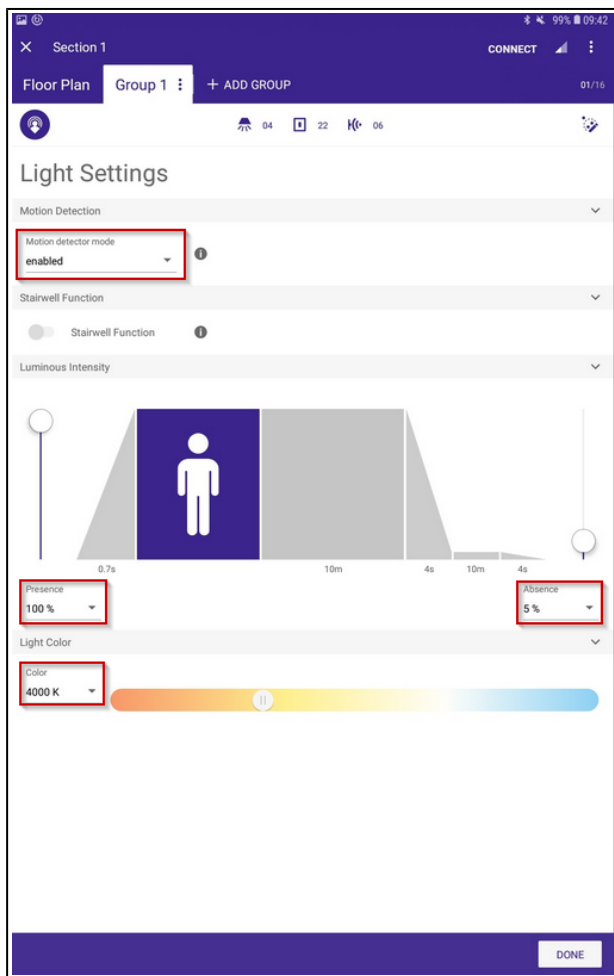 99% 09:42
Section 1
CONNECT
Floor Plan Group 1 + ADD GROUP 01/16
04 22 06
Light Settings
Motion Detection
Motion detector mode
enabled
Stairwell Function
Stairwell Function
Luminous Intensity
0.7s 10m 4s 10m 4s
Presence Absence
100 % 5 %
Light Color
Color
4000 K
DONE